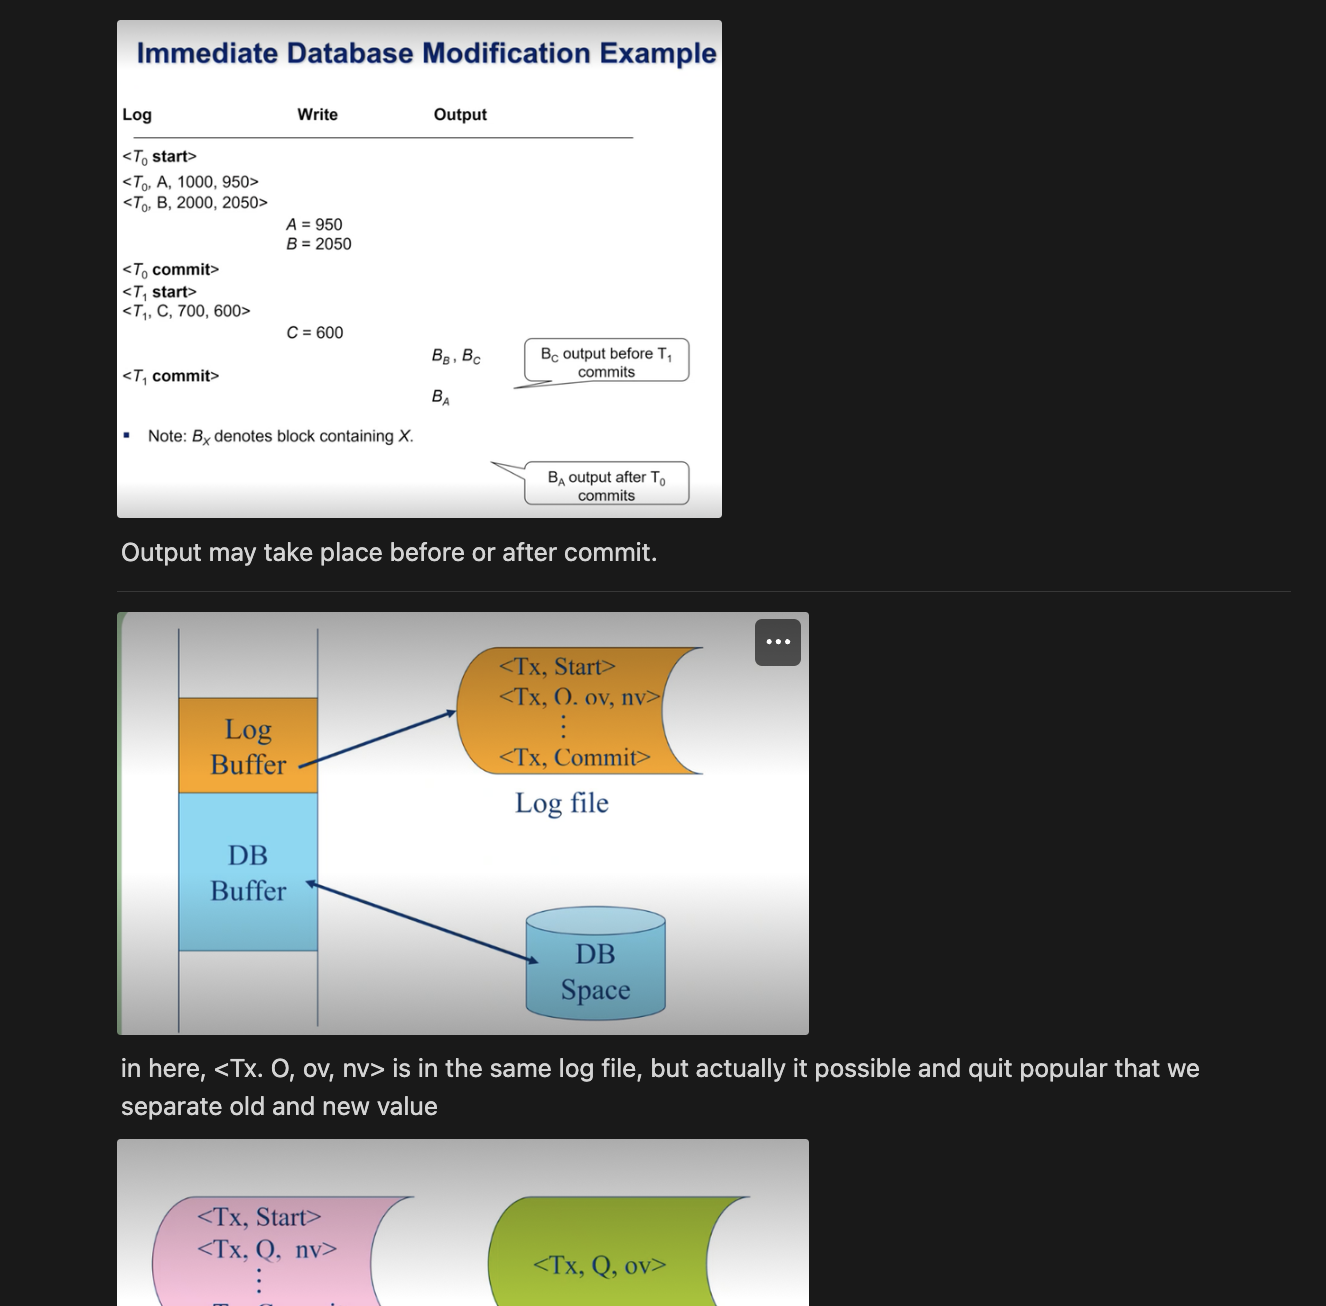 Immediate Database Modification Example
Log Write Output
<T0 start>
<T0, A, 1000, 950>
<T0, B, 2000, 2050>
A = 950
B = 2050
<T0 commit>
<T1 start>
<T1, C, 700, 600>
C = 600
BB , BC
BC output before T1
commits
<T1 commit>
BA
▪ Note: BX denotes block containing X.
BA output after T0
commits
Output may take place before or after commit.
<Tx, Start>
<Tx, O. ov, nv>
⋮
<Tx, Commit>
Log
Buffer
Log file
DB
Buffer
DB
Space
in here, <Tx. O, ov, nv> is in the same log file, but actually it possible and quit popular that we
separate old and new value
<Tx, Start>
<Tx, Q, nv>
⋮
<Tx, Q, ov>